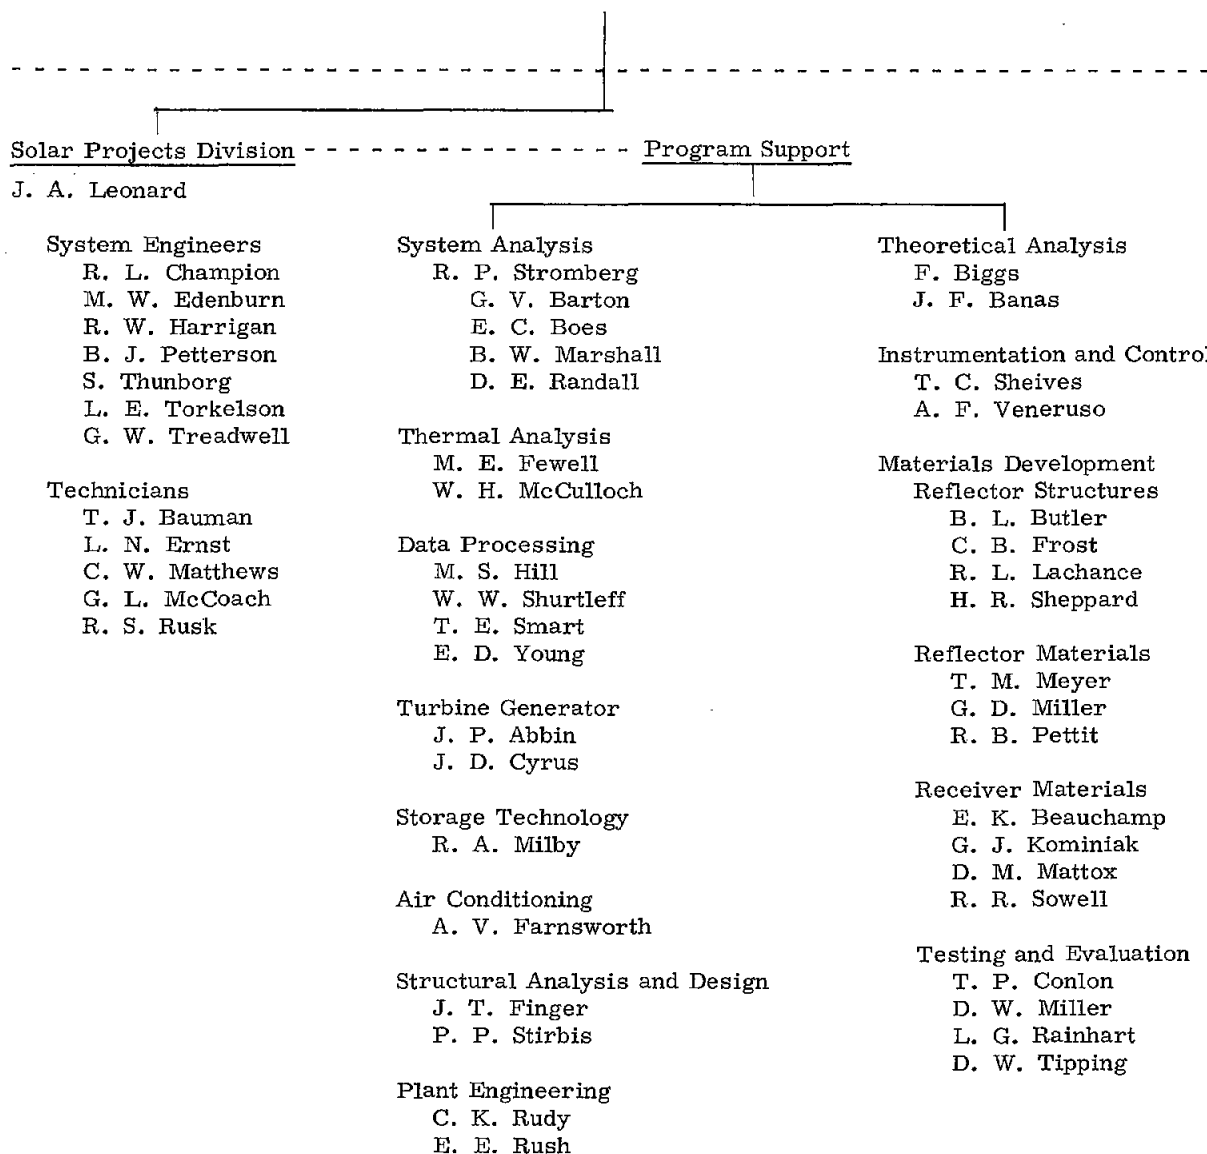 Solar Projects Division
Program Support
J. A. Leonard
System Engineers
R. L. Champion
M. W. Edenburn
R. W. Harrigan
B. J. Petterson
S. Thunborg
L. E. Torkelson
G. W. Treadwell
Technicians
T. J. Bauman
L. N. Ernst
C. W. Matthews
G. L. McCoach
R. S. Rusk
System Analysis
R. P. Stromberg
G. V. Barton
E. C. Boes
B. W. Marshall
D. E. Randall
Thermal Analysis
M. E. Fewell
W. H. McCulloch
Data Processing
M. S. Hill
W. W. Shurtleff
T. E. Smart
E. D. Young
Turbine Generator
J. P. Abbin
J. D. Cyrus
Storage Technology
R. A. Milby
Air Conditioning
A. V. Farnsworth
Structural Analysis and Design
J. T. Finger
P. P. Stirbis
Plant Engineering
C. K. Rudy
E. E. Rush
Theoretical Analysis
F. Biggs
J. F. Banas
Instrumentation and Control
T. C. Sheives
A. F. Veneruso
Materials Development
Reflector Structures
B. L. Butler
C. B. Frost
R. L. Lachance
H. R. Sheppard
Reflector Materials
T. M. Meyer
G. D. Miller
R. B. Pettit
Receiver Materials
E. K. Beauchamp
G. J. Kominiak
D. M. Mattox
R. R. Sowell
Testing and Evaluation
T. P. Conlon
D. W. Miller
L. G. Rainhart
D. W. Tipping